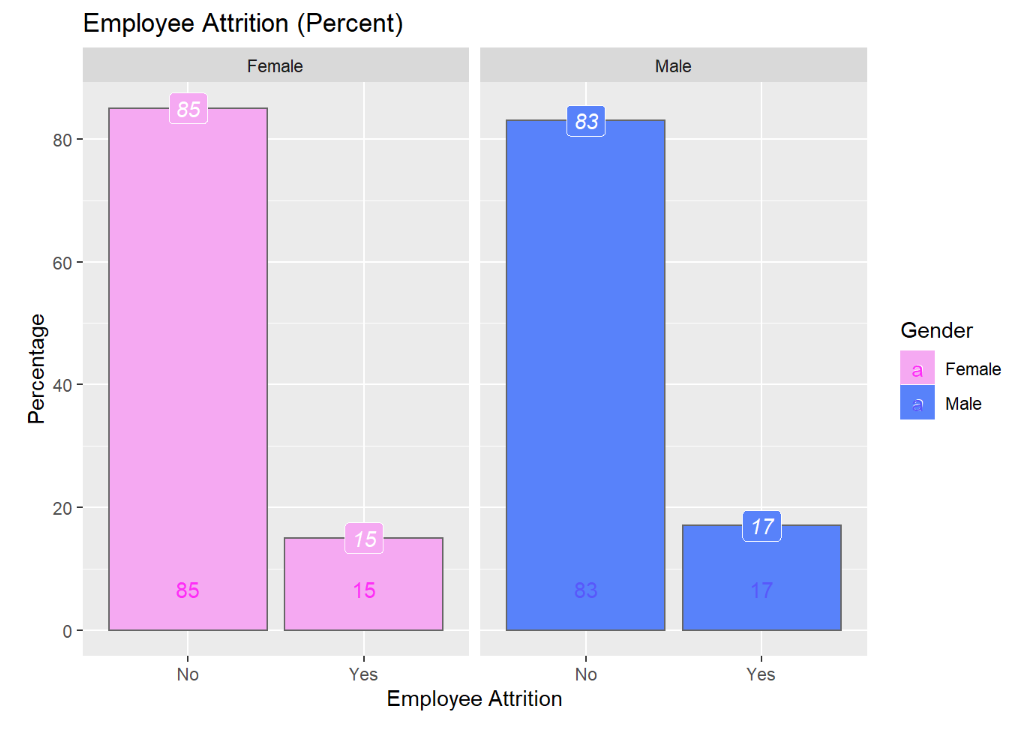 Employee Attrition (Percent)
Female
Male
85
83
80
60
40
20
0
15
17
85
15
83
17
No
Yes
No
Yes
Percentage
Employee Attrition
Gender
a Female
a Male